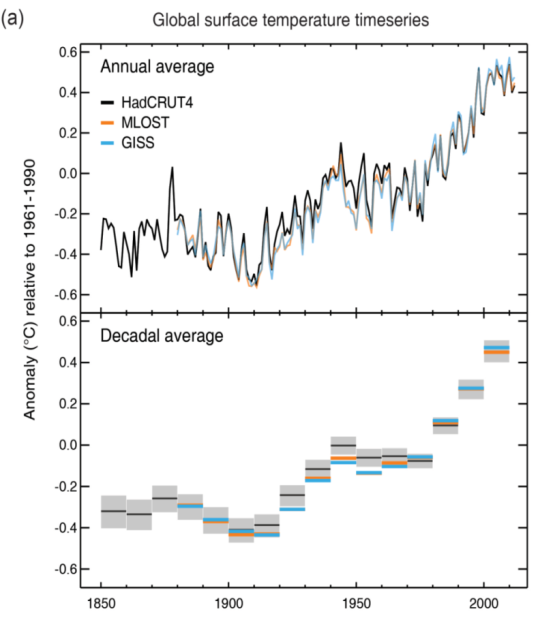 (a)
Global surface temperature timeseries
Annual average
HadCRUT4
MLOST
GISS
0.6
0.4
0.2
0.0
-0.2
-0.4
-0.6
Anomaly (°C) relative to 1961-1990
Decadal average
0.6
0.4
0.2
0.0
-0.2
-0.4
-0.6
1850
1900
1950
2000